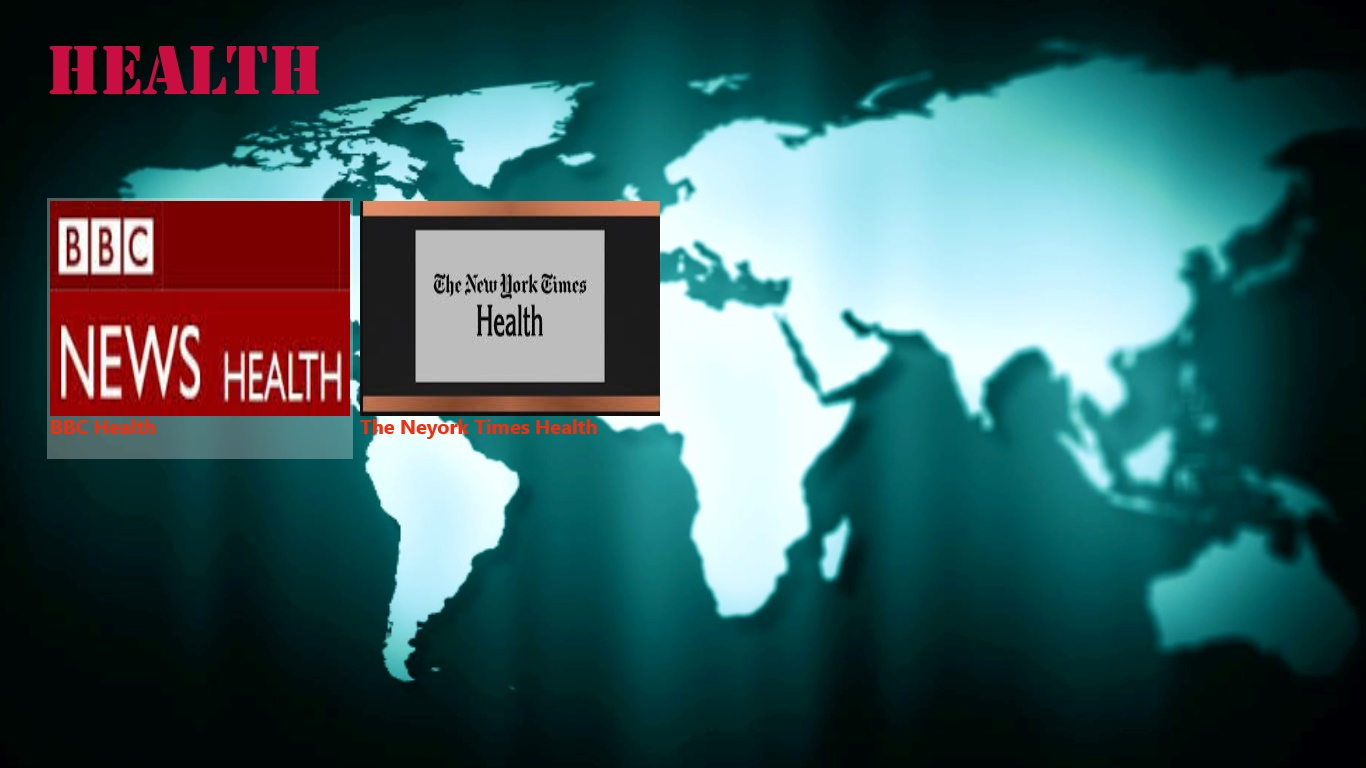 HEALTH
BBC
NEWS HEALTH
The New York Times
Health
BBC Health
The Neyork Times Health